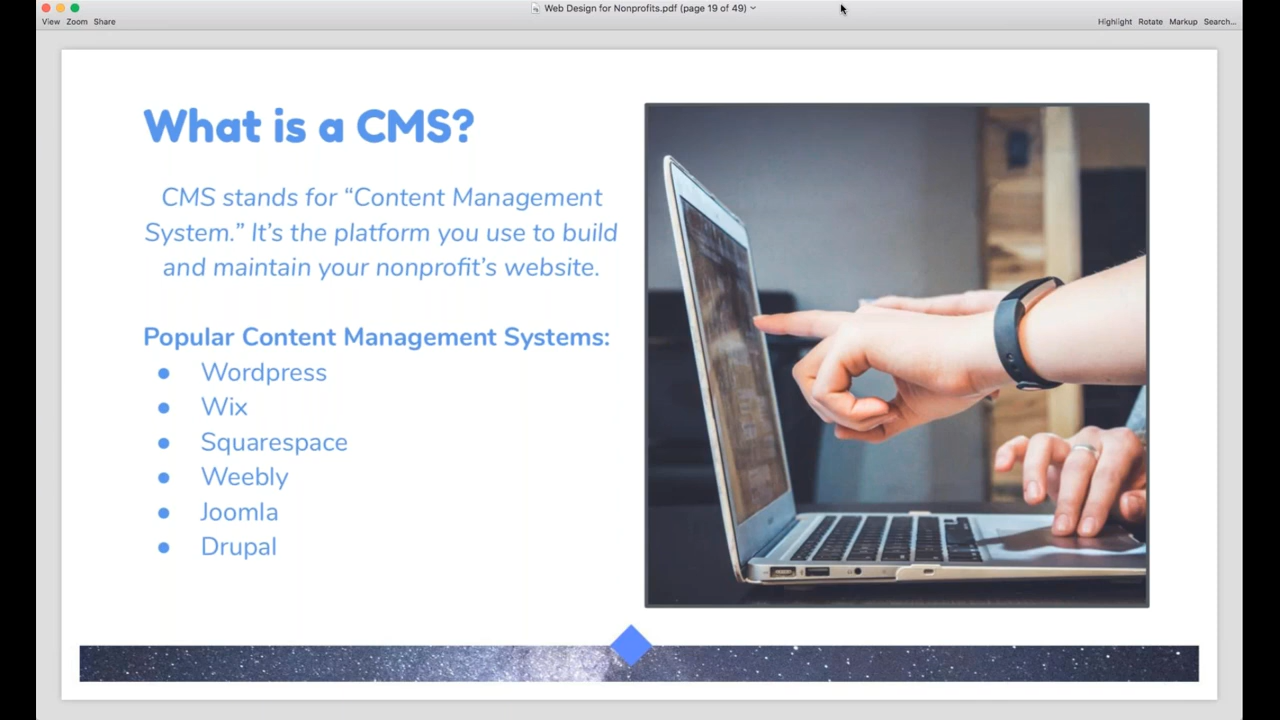 Web Design for Nonprofits.pdf (page 19 of 49)
View Zoom Share
Highlight Rotate Markup Search...
What is a CMS?
CMS stands for “Content Management
System.” It’s the platform you use to build
and maintain your nonprofit’s website.
Popular Content Management Systems:
● Wordpress
● Wix
● Squarespace
● Weebly
● Joomla
● Drupal